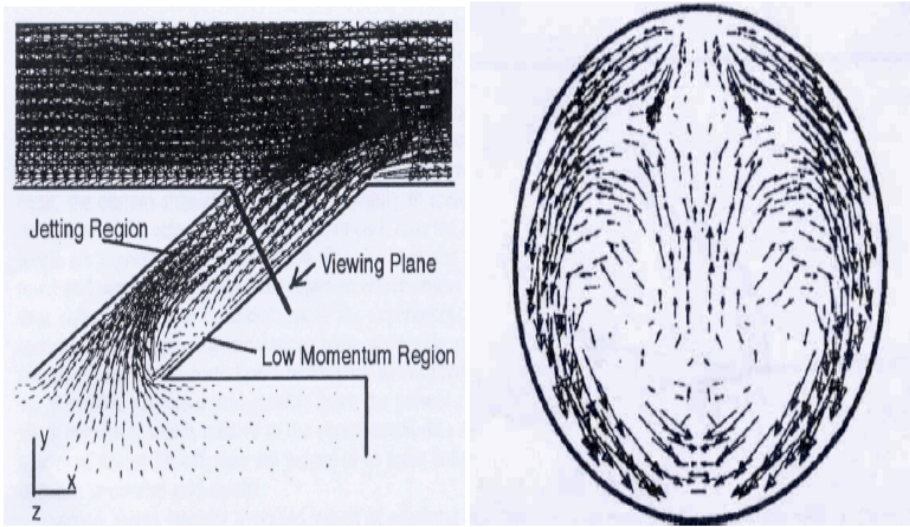 Jetting Region
Viewing Plane
Low Momentum Region
y
x
z